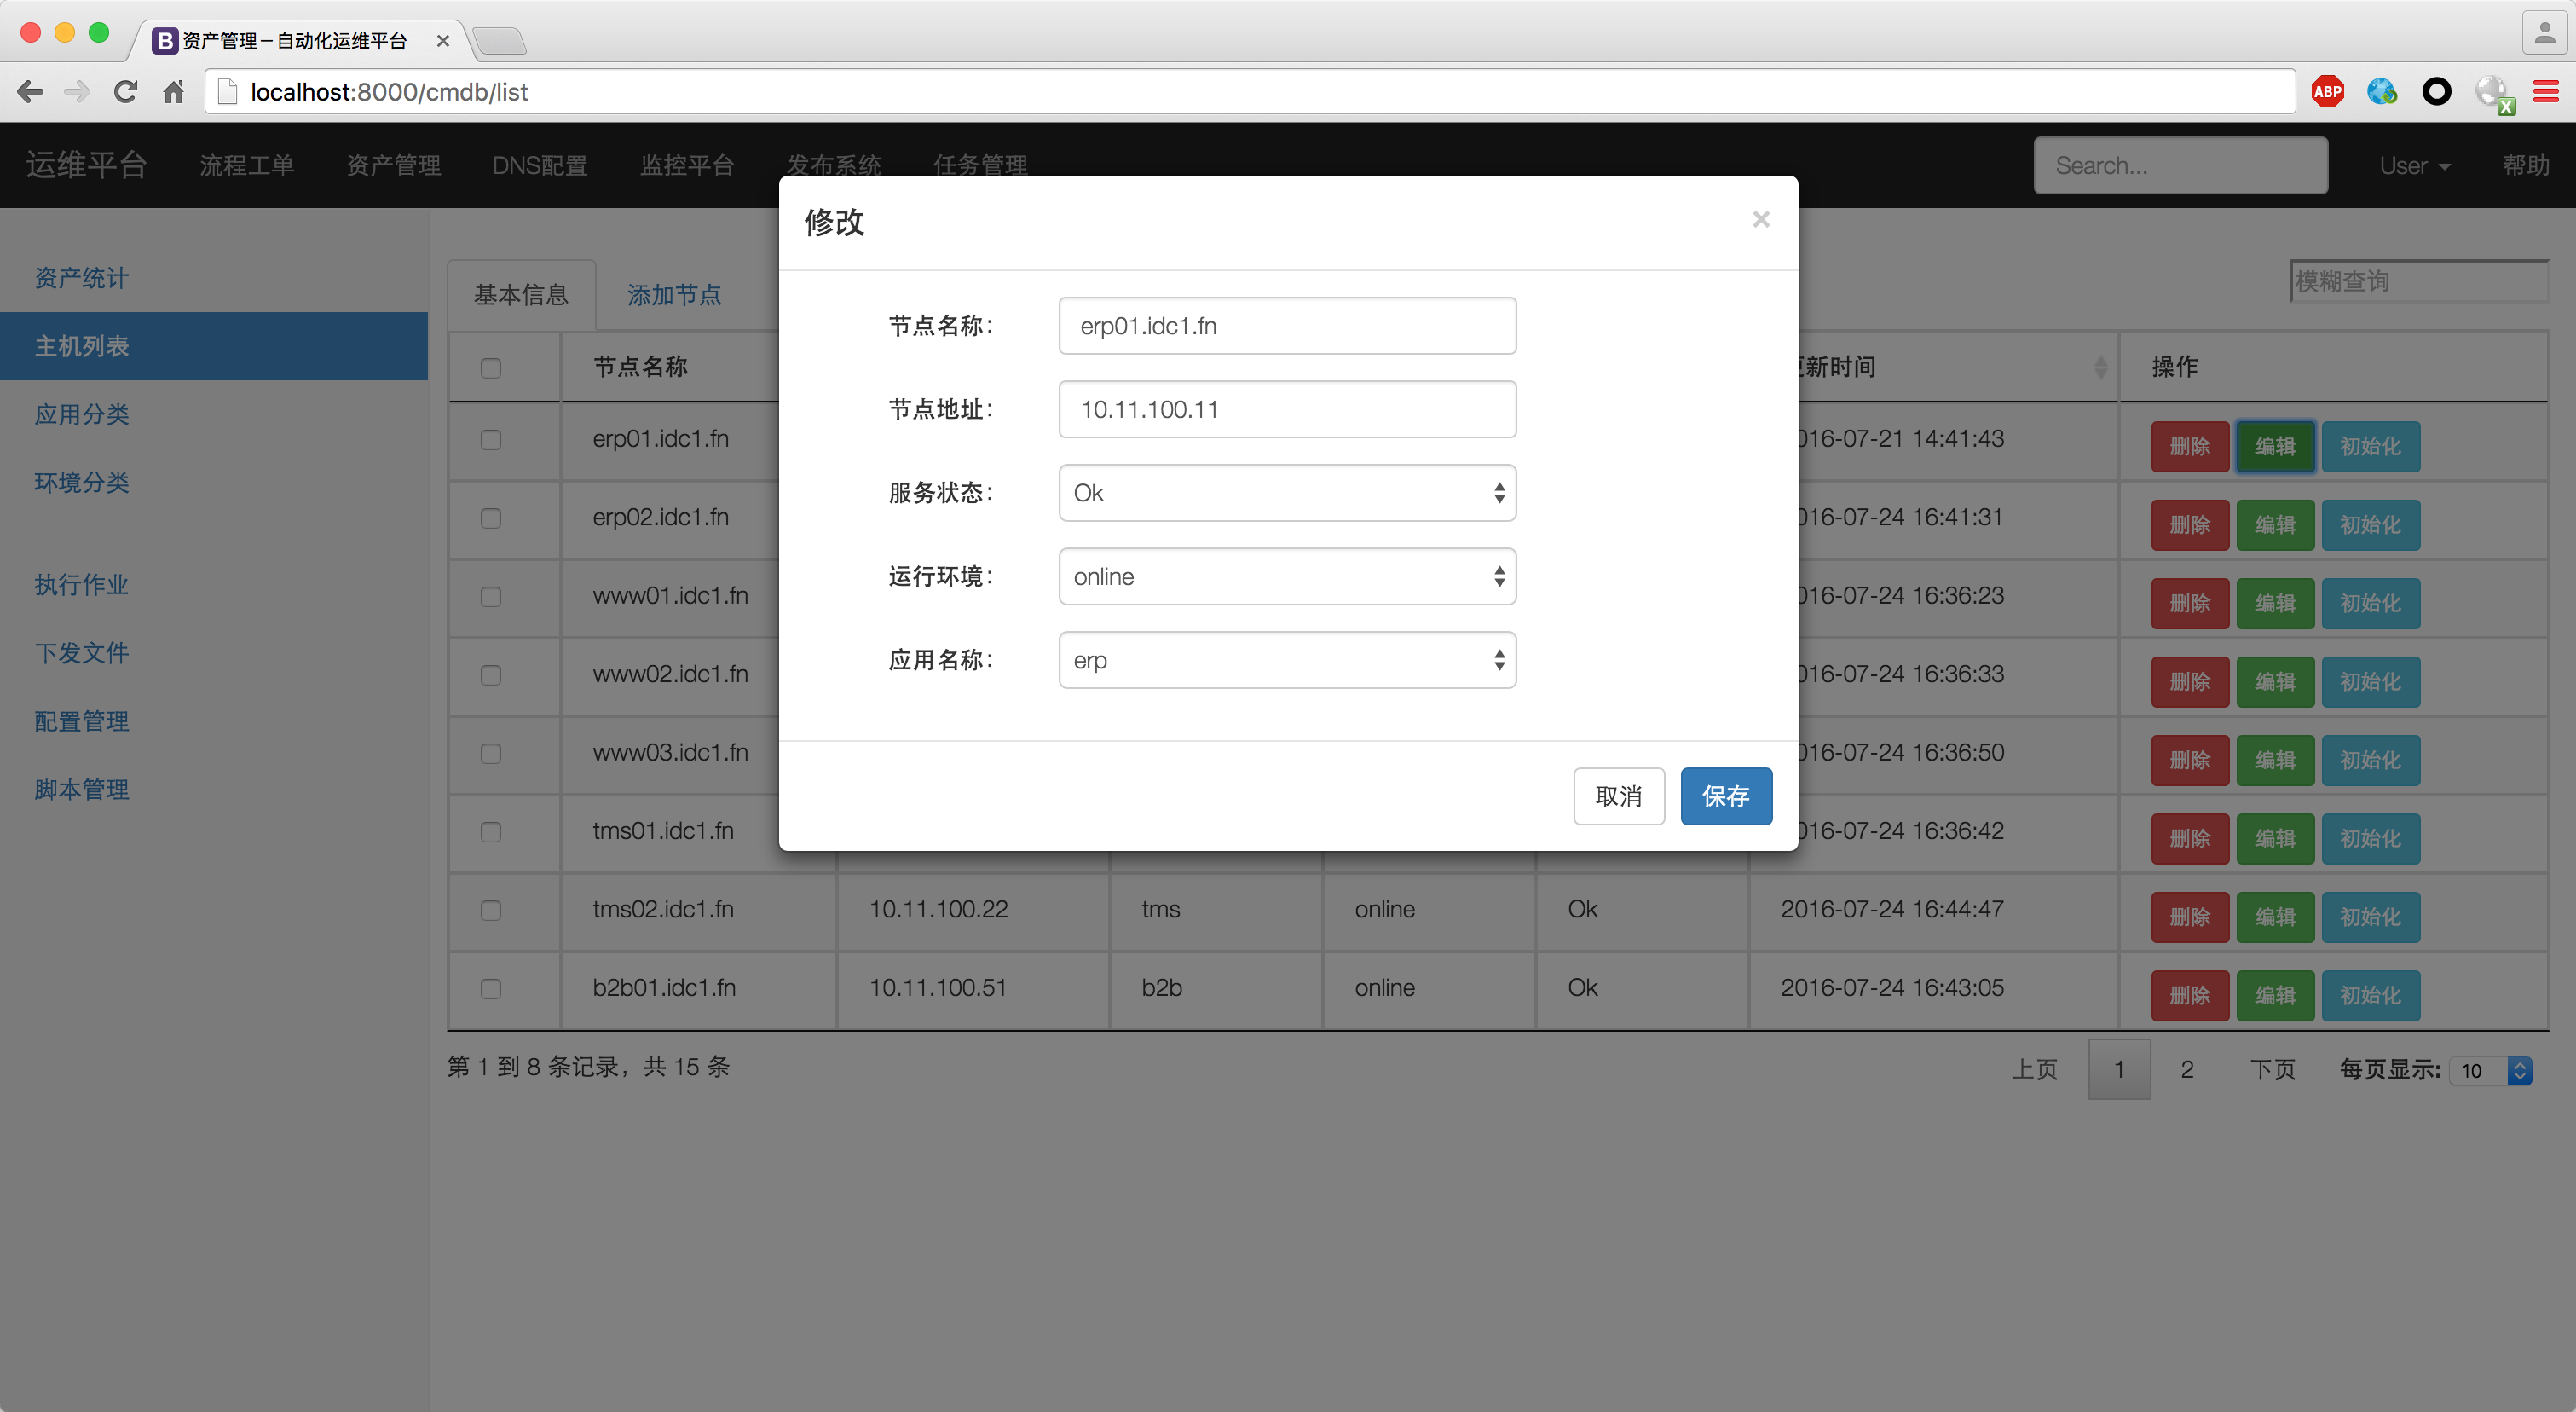 资产管理－自动化运维平台
localhost:8000/cmdb/list
ABP
运维平台 流程工单 资产管理 DNS配置 监控平台 发布系统 任务管理 Search... User 帮助
修改 ×
资产统计
主机列表
应用分类
环境分类
执行作业
下发文件
配置管理
脚本管理
基本信息 添加节点 模糊查询
节点名称： erp01.idc1.fn
节点地址： 10.11.100.11
服务状态： Ok
运行环境： online
应用名称： erp
取消 保存
节点名称 更新时间 操作
erp01.idc1.fn 2016-07-21 14:41:43 删除 编辑 初始化
erp02.idc1.fn 2016-07-24 16:41:31 删除 编辑 初始化
www01.idc1.fn 2016-07-24 16:36:23 删除 编辑 初始化
www02.idc1.fn 2016-07-24 16:36:33 删除 编辑 初始化
www03.idc1.fn 2016-07-24 16:36:50 删除 编辑 初始化
tms01.idc1.fn 2016-07-24 16:36:42 删除 编辑 初始化
tms02.idc1.fn 10.11.100.22 tms online Ok 2016-07-24 16:44:47 删除 编辑 初始化
b2b01.idc1.fn 10.11.100.51 b2b online Ok 2016-07-24 16:43:05 删除 编辑 初始化
第 1 到 8 条记录，共 15 条 上页 1 2 下页 每页显示: 10